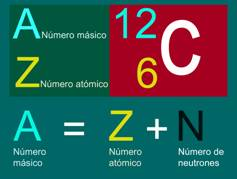 A Número másico 12 C
Z Número atómico 6
A = Z + N
Número Número Número de
másico atómico neutrones